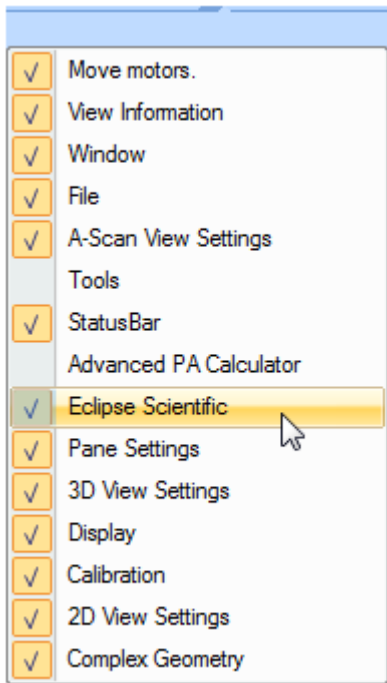 Move motors.
View Information
Window
File
A-Scan View Settings
Tools
StatusBar
Advanced PA Calculator
Eclipse Scientific
Pane Settings
3D View Settings
Display
Calibration
2D View Settings
Complex Geometry